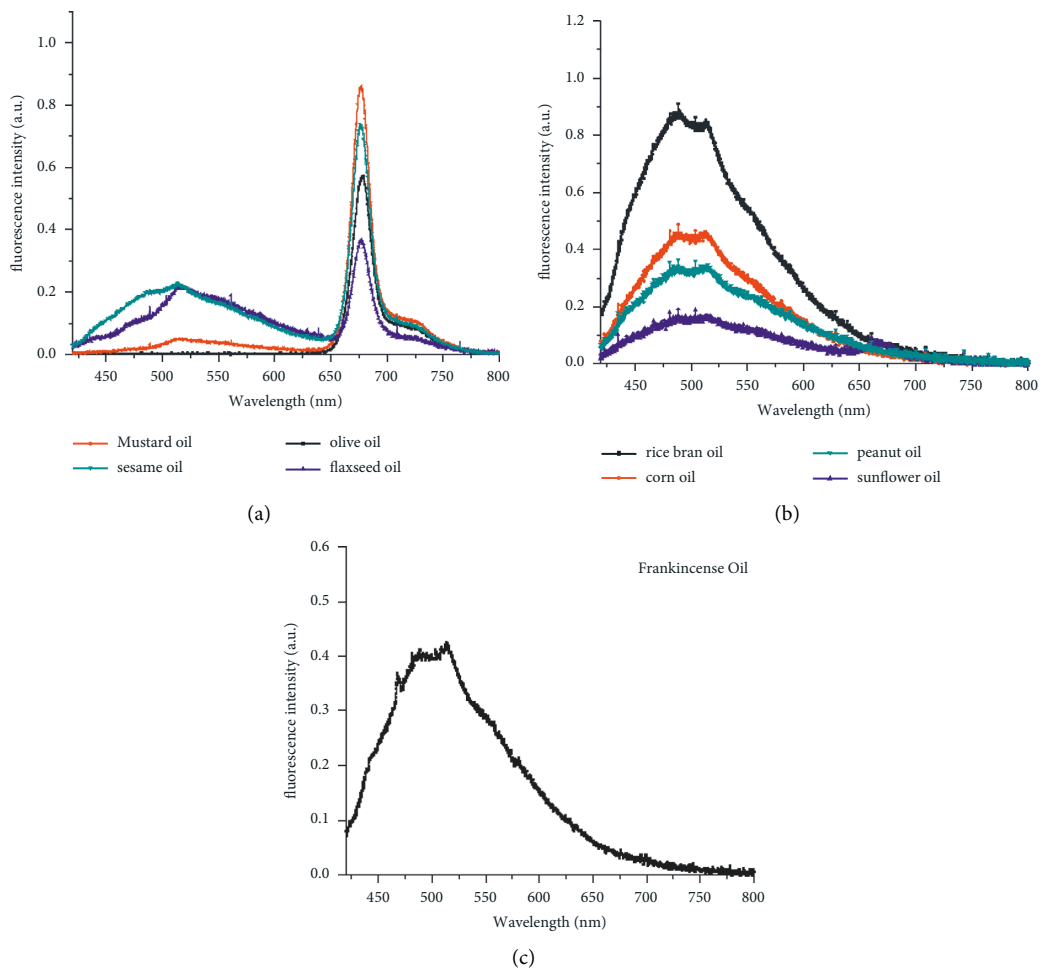 fluorescence intensity (a.u.)
1.0
0.8
0.6
0.4
0.2
0.0
450 500 550 600 650 700 750 800
Wavelength (nm)
Mustard oil
sesame oil
olive oil
flaxseed oil
(a)
fluorescence intensity (a.u.)
1.2
1.0
0.8
0.6
0.4
0.2
0.0
450 500 550 600 650 700 750 800
Wavelength (nm)
rice bran oil
corn oil
peanut oil
sunflower oil
(b)
Frankincense Oil
fluorescence intensity (a.u.)
0.6
0.5
0.4
0.3
0.2
0.1
0.0
450 500 550 600 650 700 750 800
Wavelength (nm)
(c)